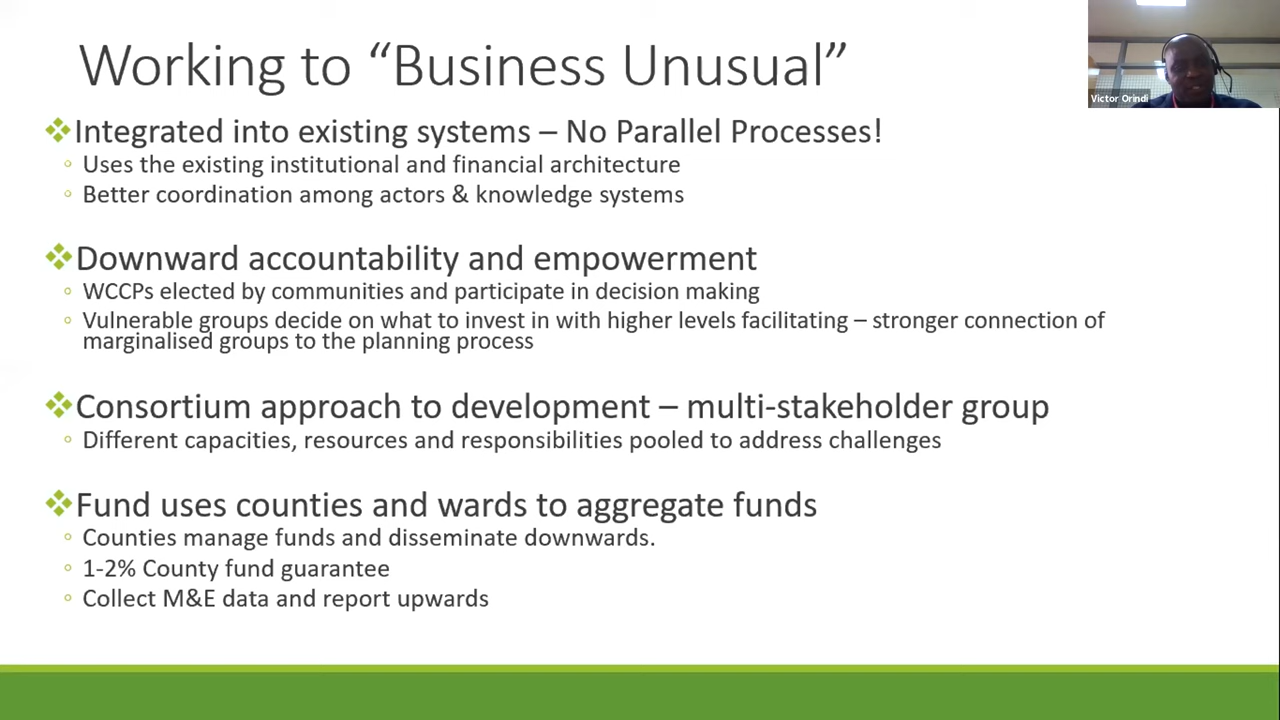 Working to “Business Unusual”
Victor Orindi
Integrated into existing systems – No Parallel Processes!
Uses the existing institutional and financial architecture
Better coordination among actors & knowledge systems
Downward accountability and empowerment
WCCPs elected by communities and participate in decision making
Vulnerable groups decide on what to invest in with higher levels facilitating – stronger connection of
marginalised groups to the planning process
Consortium approach to development – multi-stakeholder group
Different capacities, resources and responsibilities pooled to address challenges
Fund uses counties and wards to aggregate funds
Counties manage funds and disseminate downwards.
1-2% County fund guarantee
Collect M&E data and report upwards